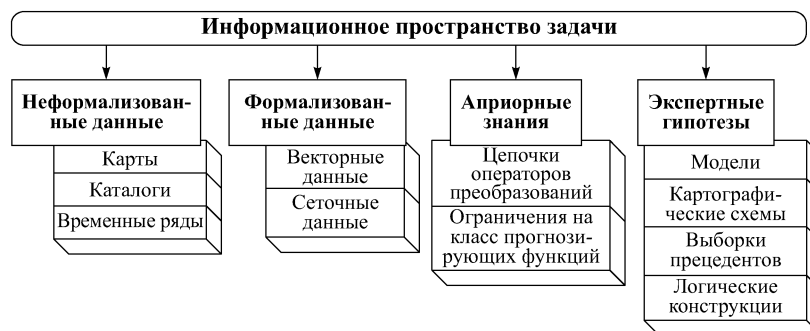 Информационное пространство задачи
Неформализован-
ные данные
Карты
Каталоги
Временные ряды
Формализован-
ные данные
Векторные
данные
Сеточные
данные
Априорные
знания
Цепочки
операторов
преобразований
Ограничения на
класс прогнози-
рующих функций
Экспертные
гипотезы
Модели
Картографи-
ческие схемы
Выборки
прецедентов
Логические
конструкции